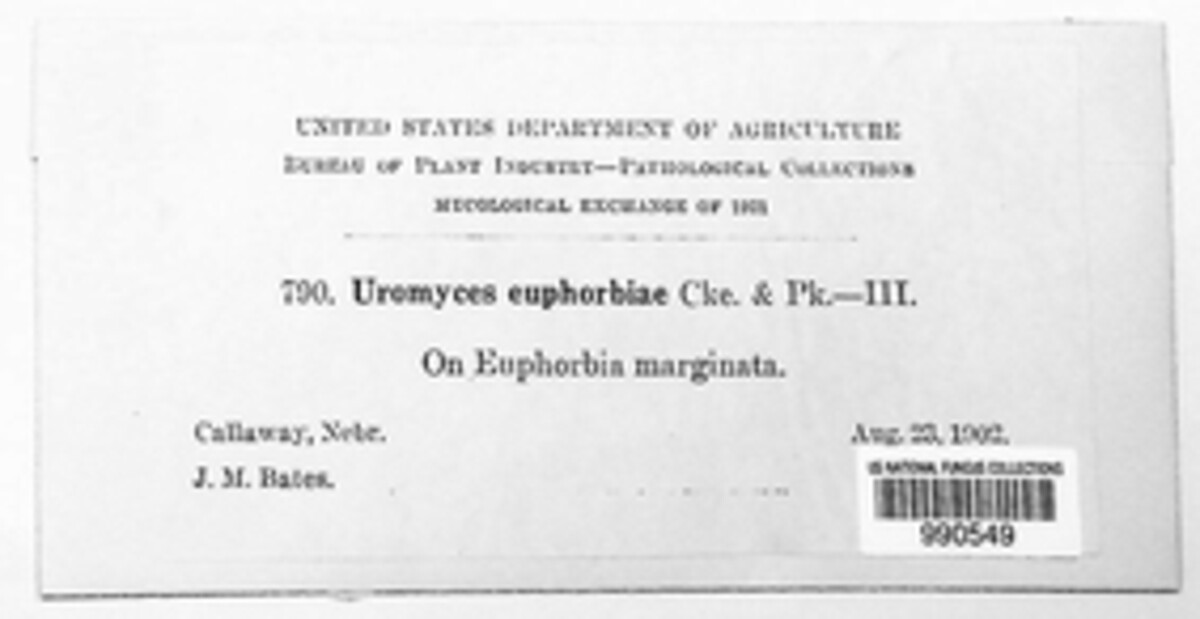 UNITED STATES DEPARTMENT OF AGRICULTURE
BUREAU OF PLANT INDUSTRY—PATHOLOGICAL COLLECTIONS
MYCOLOGICAL EXCHANGE OF
790. Uromyces euphorbiae Cke. & Pk.—III.
On Euphorbia marginata.
Callaway, Nebr.
Aug. 23, 1902.
J. M. Bates.
US NATIONAL FUNGUS COLLECTIONS
990549